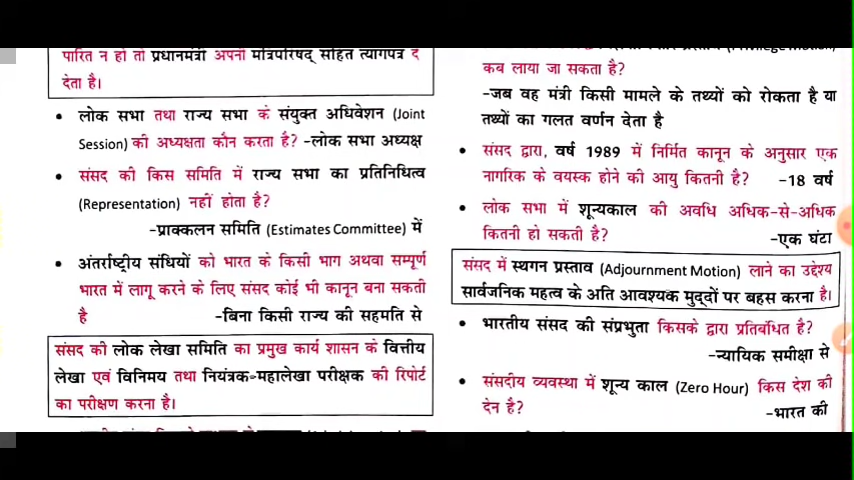 पारित न हो तो प्रधानमंत्री अपनी मंत्रिपरिषद् सहित त्यागपत्र दे
देता है।
• लोक सभा तथा राज्य सभा के संयुक्त अधिवेशन (Joint
Session) की अध्यक्षता कौन करता है? –लोक सभा अध्यक्ष
• संसद की किस समिति में राज्य सभा का प्रतिनिधित्व
(Representation) नहीं होता है?
–प्राक्कलन समिति (Estimates Committee) में
• अंतर्राष्ट्रीय संधियों को भारत के किसी भाग अथवा सम्पूर्ण
भारत में लागू करने के लिए संसद कोई भी कानून बना सकती
है –बिना किसी राज्य की सहमति से
संसद की लोक लेखा समिति का प्रमुख कार्य शासन के वित्तीय
लेखा एवं विनिमय तथा नियंत्रक-महालेखा परीक्षक की रिपोर्ट
का परीक्षण करना है।
कब लाया जा सकता है?
–जब वह मंत्री किसी मामले के तथ्यों को रोकता है या
तथ्यों का गलत वर्णन देता है
• संसद द्वारा, वर्ष 1989 में निर्मित कानून के अनुसार एक
नागरिक के वयस्क होने की आयु कितनी है? –18 वर्ष
• लोक सभा में शून्यकाल की अवधि अधिक-से-अधिक
कितनी हो सकती है? –एक घंटा
संसद में स्थगन प्रस्ताव (Adjournment Motion) लाने का उद्देश्य
सार्वजनिक महत्व के अति आवश्यक मुद्दों पर बहस करना है।
• भारतीय संसद की संप्रभुता किसके द्वारा प्रतिबंधित है?
–न्यायिक समीक्षा से
• संसदीय व्यवस्था में शून्य काल (Zero Hour) किस देश की
देन है? –भारत की